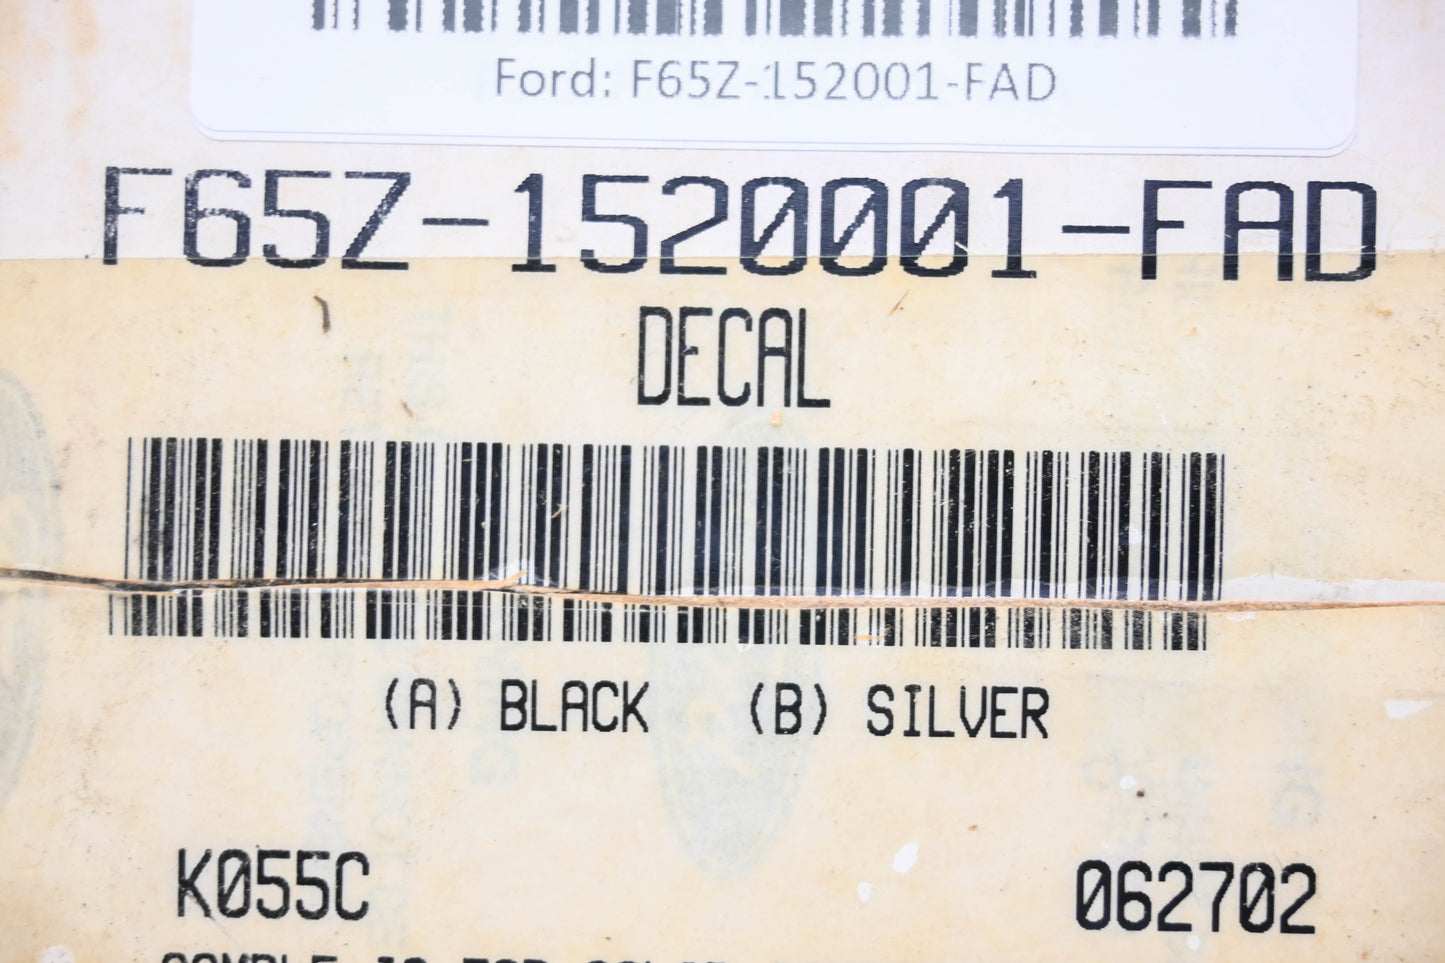 Ford: F65Z-152001-FAD
F65Z-1520001-FAD
DECAL
(A) BLACK (B) SILVER
K055C
062702